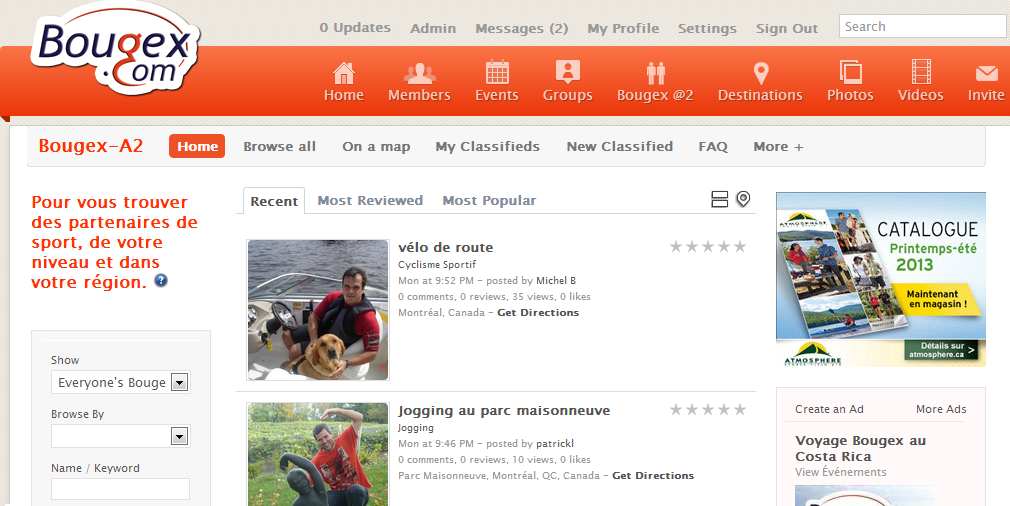 Bougex
.com
0 Updates Admin Messages (2) My Profile Settings Sign Out Search
Home Members Events Groups Bougex @2 Destinations Photos Videos Invite
Bougex-A2 Home Browse all On a map My Classifieds New Classified FAQ More +
Pour vous trouver
des partenaires de
sport, de votre
niveau et dans
votre région. ?
Show
Everyone's Bouge
Browse By
Name / Keyword
Recent Most Reviewed Most Popular
vélo de route
Cyclisme Sportif
Mon at 9:52 PM - posted by Michel B
0 comments, 0 reviews, 35 views, 0 likes
Montréal, Canada - Get Directions
Jogging au parc maisonneuve
Jogging
Mon at 9:46 PM - posted by patrickl
0 comments, 0 reviews, 10 views, 0 likes
Parc Maisonneuve, Montréal, QC, Canada - Get Directions
ATMOSPHERE
CATALOGUE
Printemps-été
2013
Maintenant
en magasin !
ATMOSPHERE
Détails sur
atmosphere.ca >
Create an Ad More Ads
Voyage Bougex au
Costa Rica
View Événements